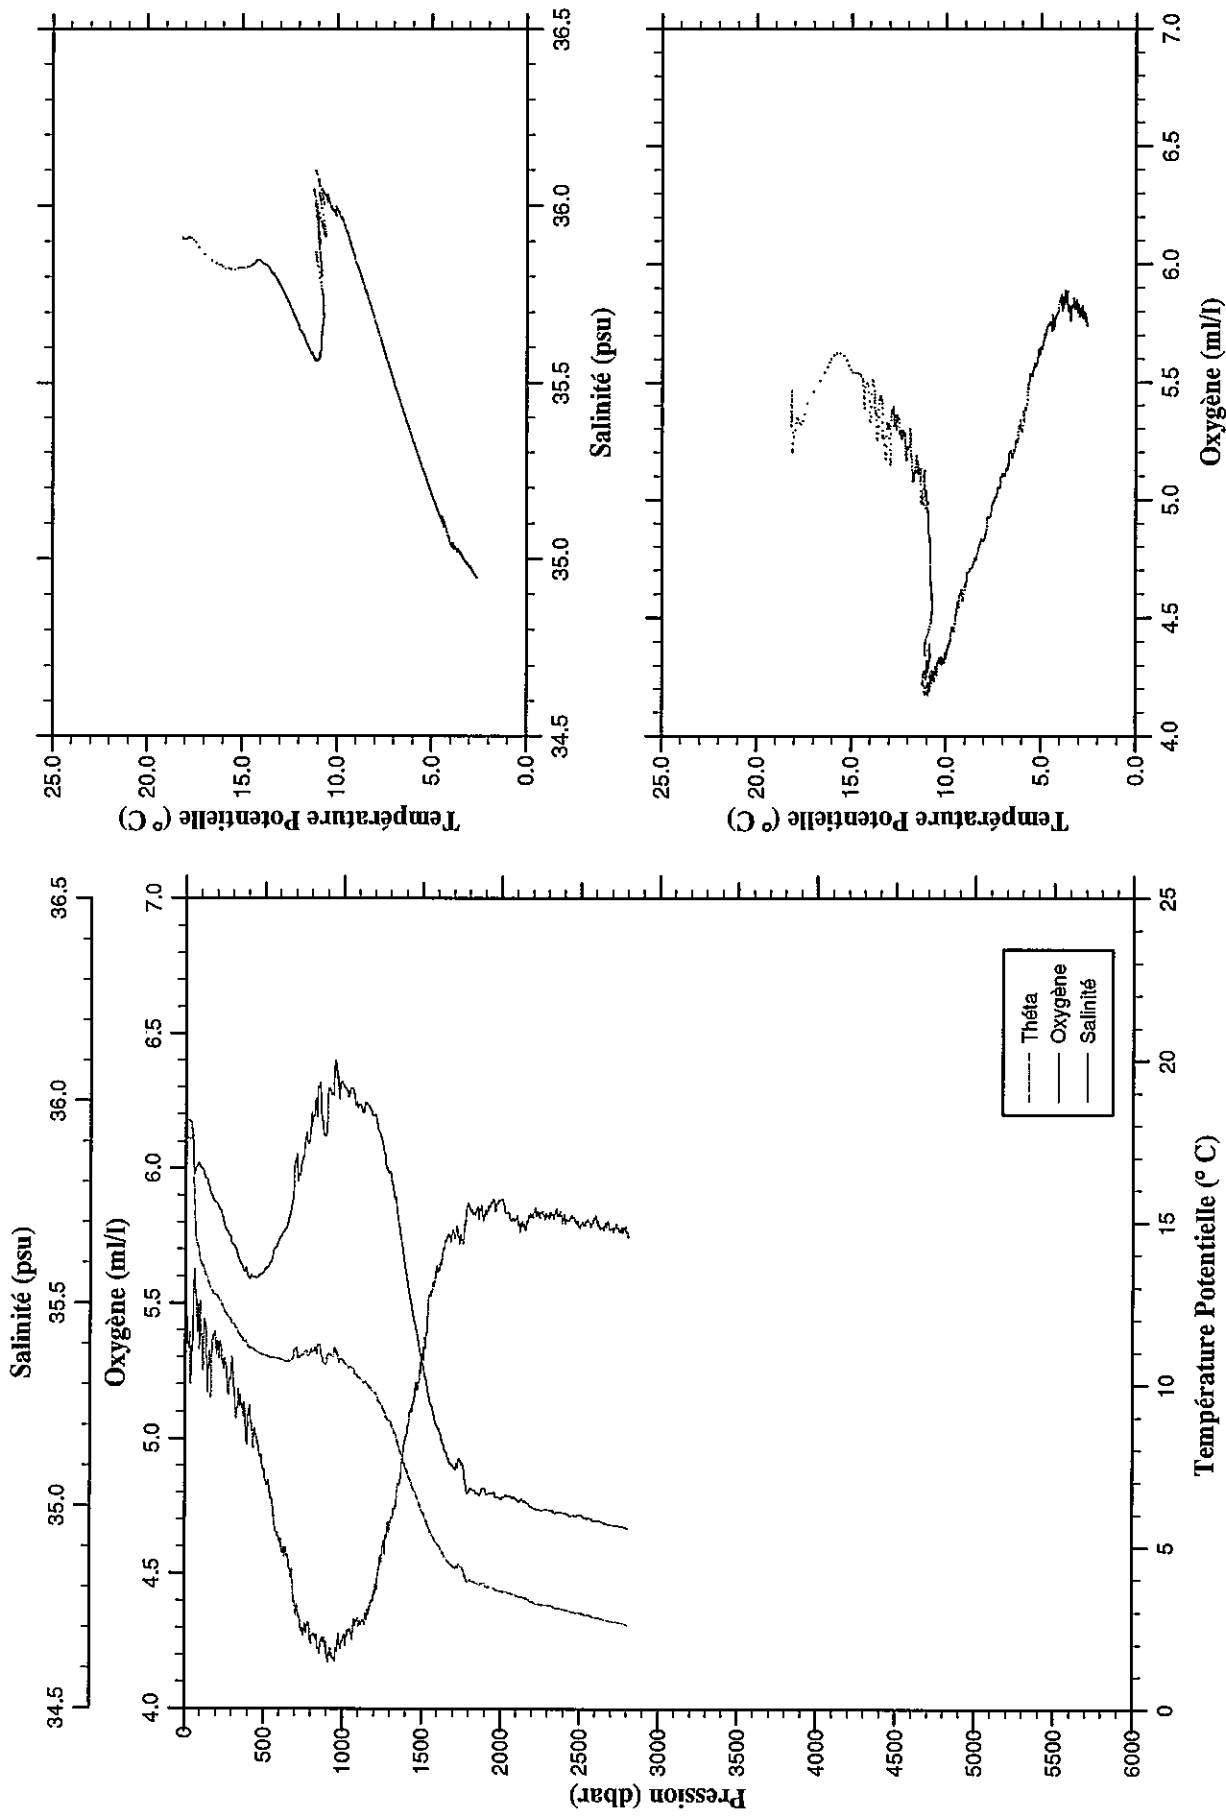 Salinité (psu)
34.5 35.0 35.5 36.0 36.5
Oxygène (ml/l)
4.0 4.5 5.0 5.5 6.0 6.5 7.0
Pression (dbar)
0
500
1000
1500
2000
2500
3000
3500
4000
4500
5000
5500
6000
Théta
Oxygène
Salinité
0 5 10 15 20 25
Température Potentielle (° C)
Température Potentielle (° C)
25.0
20.0
15.0
10.0
5.0
0.0
34.5 35.0 35.5 36.0 36.5
Salinité (psu)
Température Potentielle (° C)
25.0
20.0
15.0
10.0
5.0
0.0
4.0 4.5 5.0 5.5 6.0 6.5 7.0
Oxygène (ml/l)